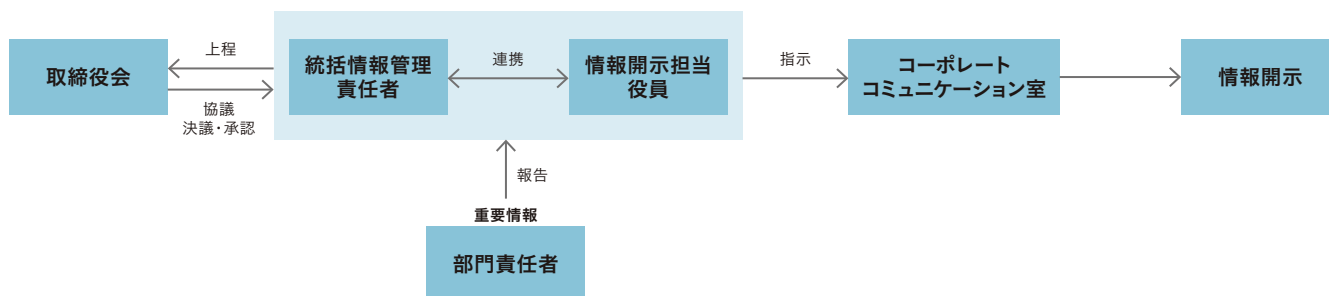 取締役会
上程
協議
決議・承認
統括情報管理
責任者
連携
情報開示担当
役員
指示
コーポレート
コミュニケーション室
情報開示
報告
重要情報
部門責任者